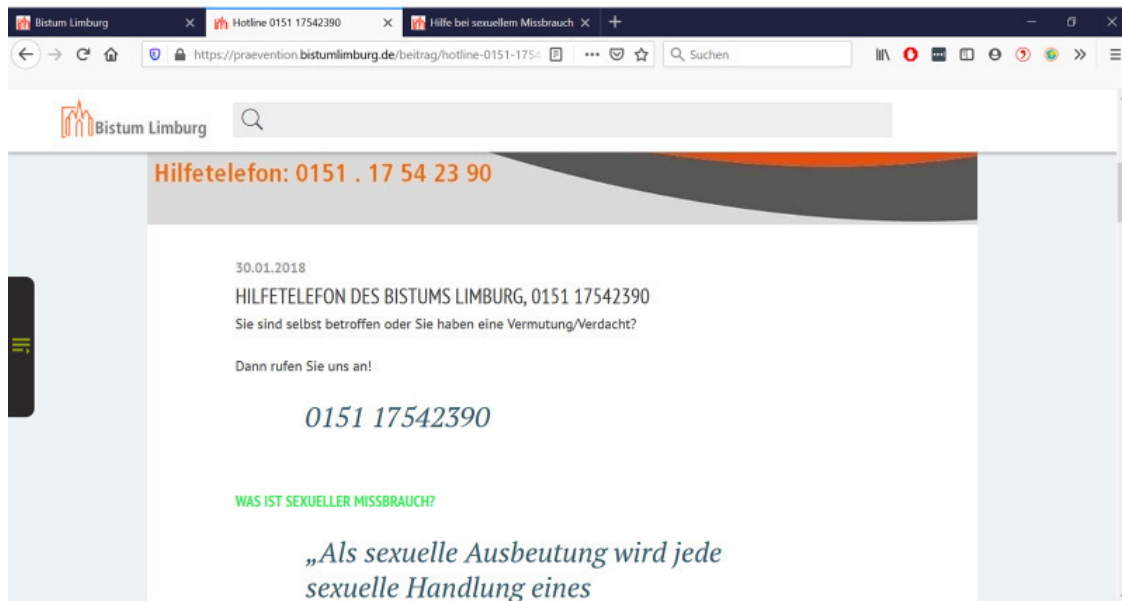 Bistum Limburg
Hotline 0151 17542390
Hilfe bei sexuellem Missbrauch
https://praevention.bistumlimburg.de/beitrag/hotline-0151-1754
Suchen
Bistum Limburg
Hilfetelefon: 0151 . 17 54 23 90
30.01.2018
HILFETELEFON DES BISTUMS LIMBURG, 0151 17542390
Sie sind selbst betroffen oder Sie haben eine Vermutung/Verdacht?
Dann rufen Sie uns an!
0151 17542390
WAS IST SEXUELLER MISSBRAUCH?
„Als sexuelle Ausbeutung wird jede
sexuelle Handlung eines